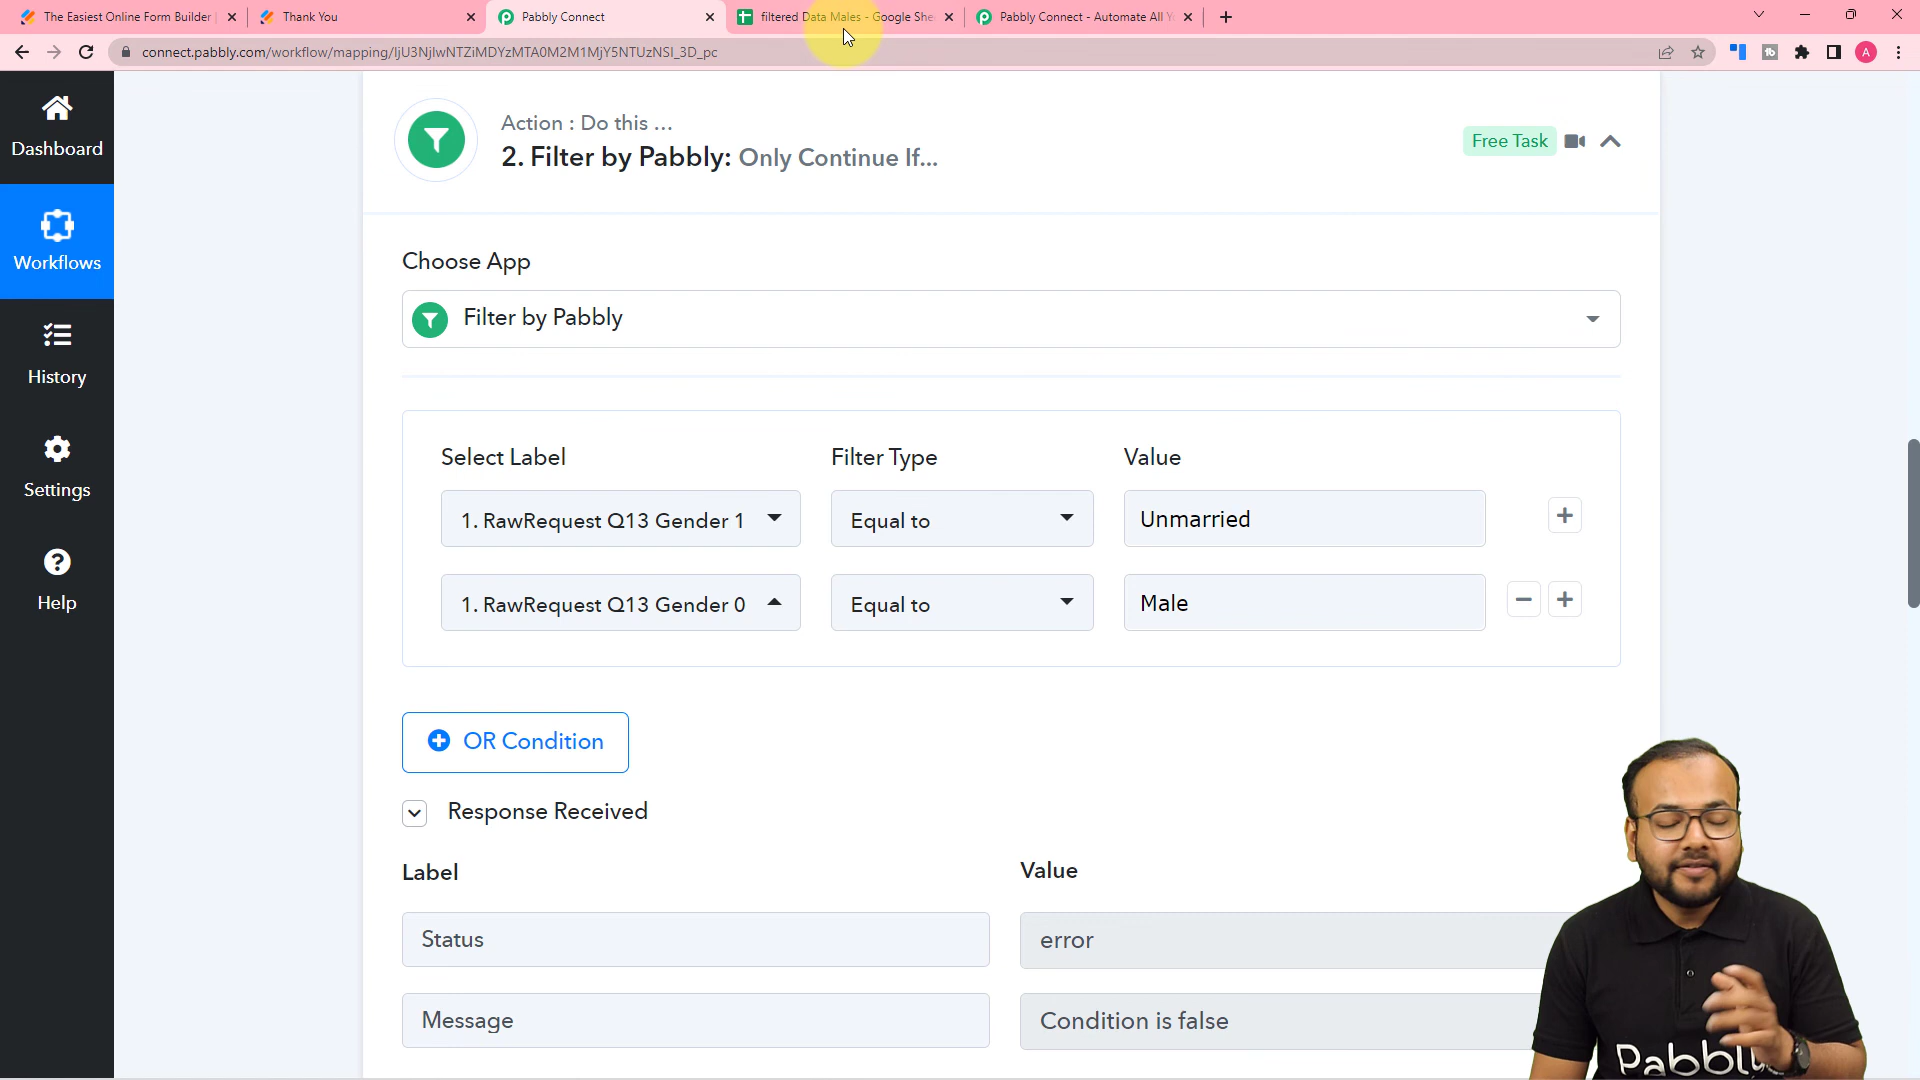 The Easiest Online Form Builder
Thank You
Pabbly Connect
filtered Data Males - Google She
Pabbly Connect - Automate All Y
connect.pabbly.com/workflow/mapping/IjU3NjIwNTZiMDYzMTA0M2M1MjY5NTUzNSI_3D_pc
A
Dashboard
Workflows
History
Settings
Help
Action : Do this ...
2. Filter by Pabbly: Only Continue If...
Free Task
Choose App
Filter by Pabbly
Select Label
Filter Type
Value
1. RawRequest Q13 Gender 1
Equal to
Unmarried
1. RawRequest Q13 Gender 0
Equal to
Male
OR Condition
Response Received
Label
Value
Status
error
Message
Condition is false
Pabbly